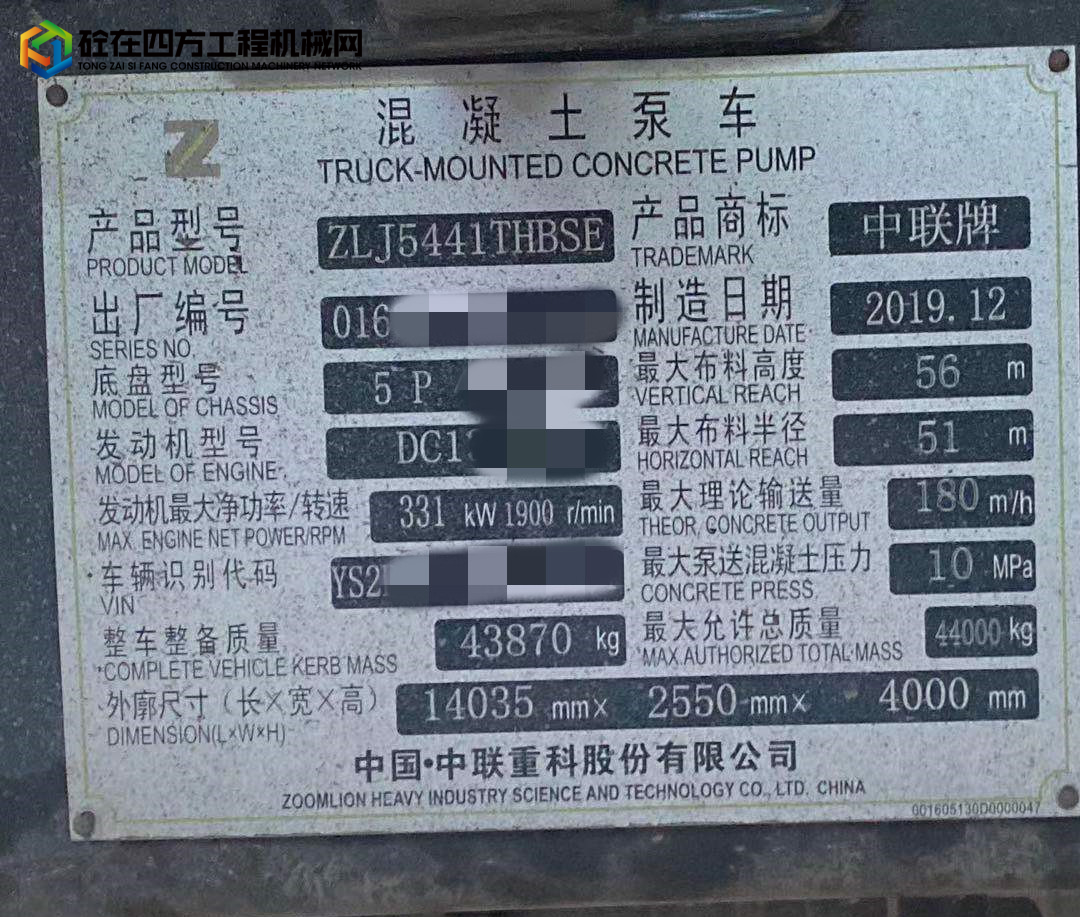 砼在四方工程机械网
TONG ZAI SI FANG CONSTRUCTION MACHINERY NETWORK
混凝土泵车
TRUCK-MOUNTED CONCRETE PUMP
产品型号 ZLJ5441THBSE 产品商标 中联牌
PRODUCT MODEL TRADEMARK
出厂编号 016 制造日期 2019.12
SERIES NO. MANUFACTURE DATE
底盘型号 5 P 最大布料高度 56 m
MODEL OF CHASSIS VERTICAL REACH
发动机型号 DC1 最大布料半径 51 m
MODEL OF ENGINE HORIZONTAL REACH
发动机最大净功率/转速 331 kW 1900 r/min 最大理论输送量 180 m³/h
MAX. ENGINE NET POWER/RPM THEOR. CONCRETE OUTPUT
车辆识别代码 YS2 最大泵送混凝土压力 10 MPa
VIN CONCRETE PRESS
整车整备质量 43870 kg 最大允许总质量 44000 kg
COMPLETE VEHICLE KERB MASS MAX.AUTHORIZED TOTAL MASS
外廓尺寸（长×宽×高） 14035 mm× 2550 mm× 4000 mm
DIMENSION(L×W×H)
中国·中联重科股份有限公司
ZOOMLION HEAVY INDUSTRY SCIENCE AND TECHNOLOGY CO., LTD. CHINA
001605130D0000047